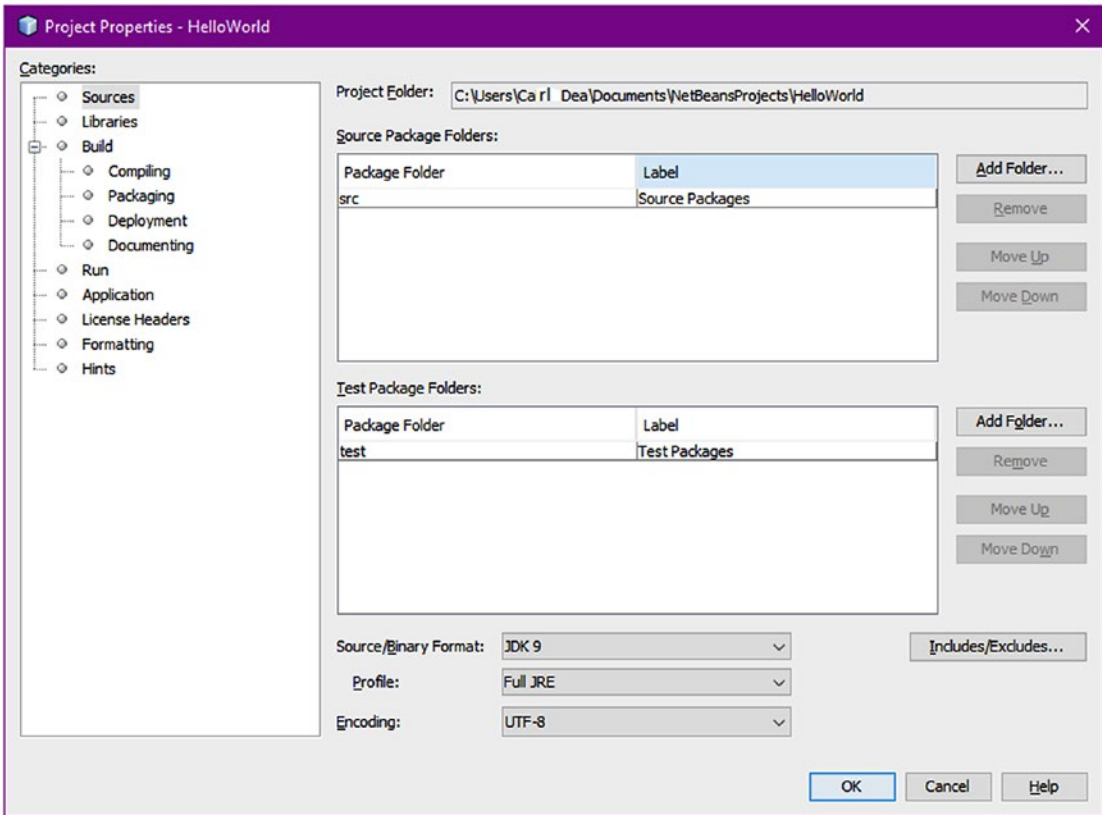 Project Properties - HelloWorld
Categories:
Sources
Libraries
Build
Compiling
Packaging
Deployment
Documenting
Run
Application
License Headers
Formatting
Hints
Project Folder: C:\Users\Carl Dea\Documents\NetBeansProjects\HelloWorld
Source Package Folders:
Package Folder Label
src Source Packages
Add Folder...
Remove
Move Up
Move Down
Test Package Folders:
Package Folder Label
test Test Packages
Add Folder...
Remove
Move Up
Move Down
Source/Binary Format: JDK 9
Includes/Excludes...
Profile: Full JRE
Encoding: UTF-8
OK Cancel Help